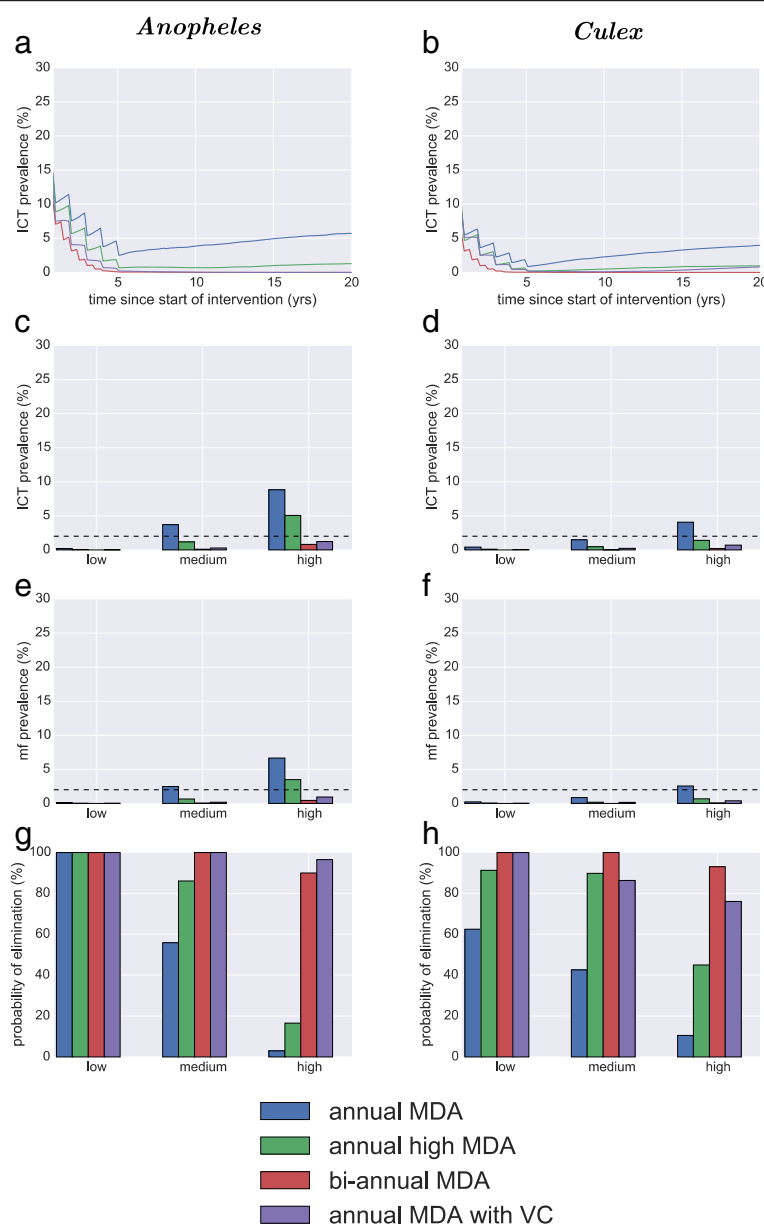 Anopheles
Culex
a
b
30
25
20
15
10
5
0
ICT prevalence (%)
5
10
15
20
time since start of intervention (yrs)
30
25
20
15
10
5
0
ICT prevalence (%)
5
10
15
20
time since start of intervention (yrs)
c
d
30
25
20
15
10
5
0
ICT prevalence (%)
low
medium
high
30
25
20
15
10
5
0
ICT prevalence (%)
low
medium
high
e
f
30
25
20
15
10
5
0
mf prevalence (%)
low
medium
high
30
25
20
15
10
5
0
mf prevalence (%)
low
medium
high
g
h
100
80
60
40
20
0
probability of elimination (%)
low
medium
high
100
80
60
40
20
0
probability of elimination (%)
low
medium
high
annual MDA
annual high MDA
bi-annual MDA
annual MDA with VC